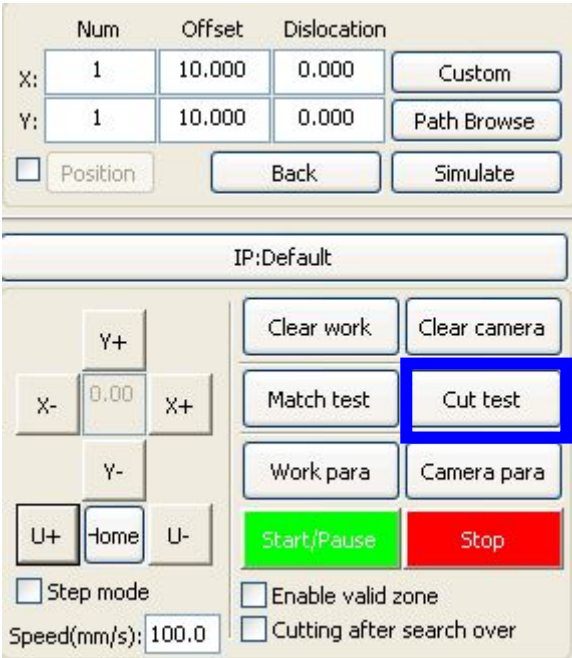 Num Offset Dislocation
X: 1 10.000 0.000 Custom
Y: 1 10.000 0.000 Path Browse
Position Back Simulate
IP:Default
Clear work Clear camera
Y+
X- 0.00 X+ Match test Cut test
Y- Work para Camera para
U+ Home U- Start/Pause Stop
Step mode Enable valid zone
Speed(mm/s): 100.0 Cutting after search over